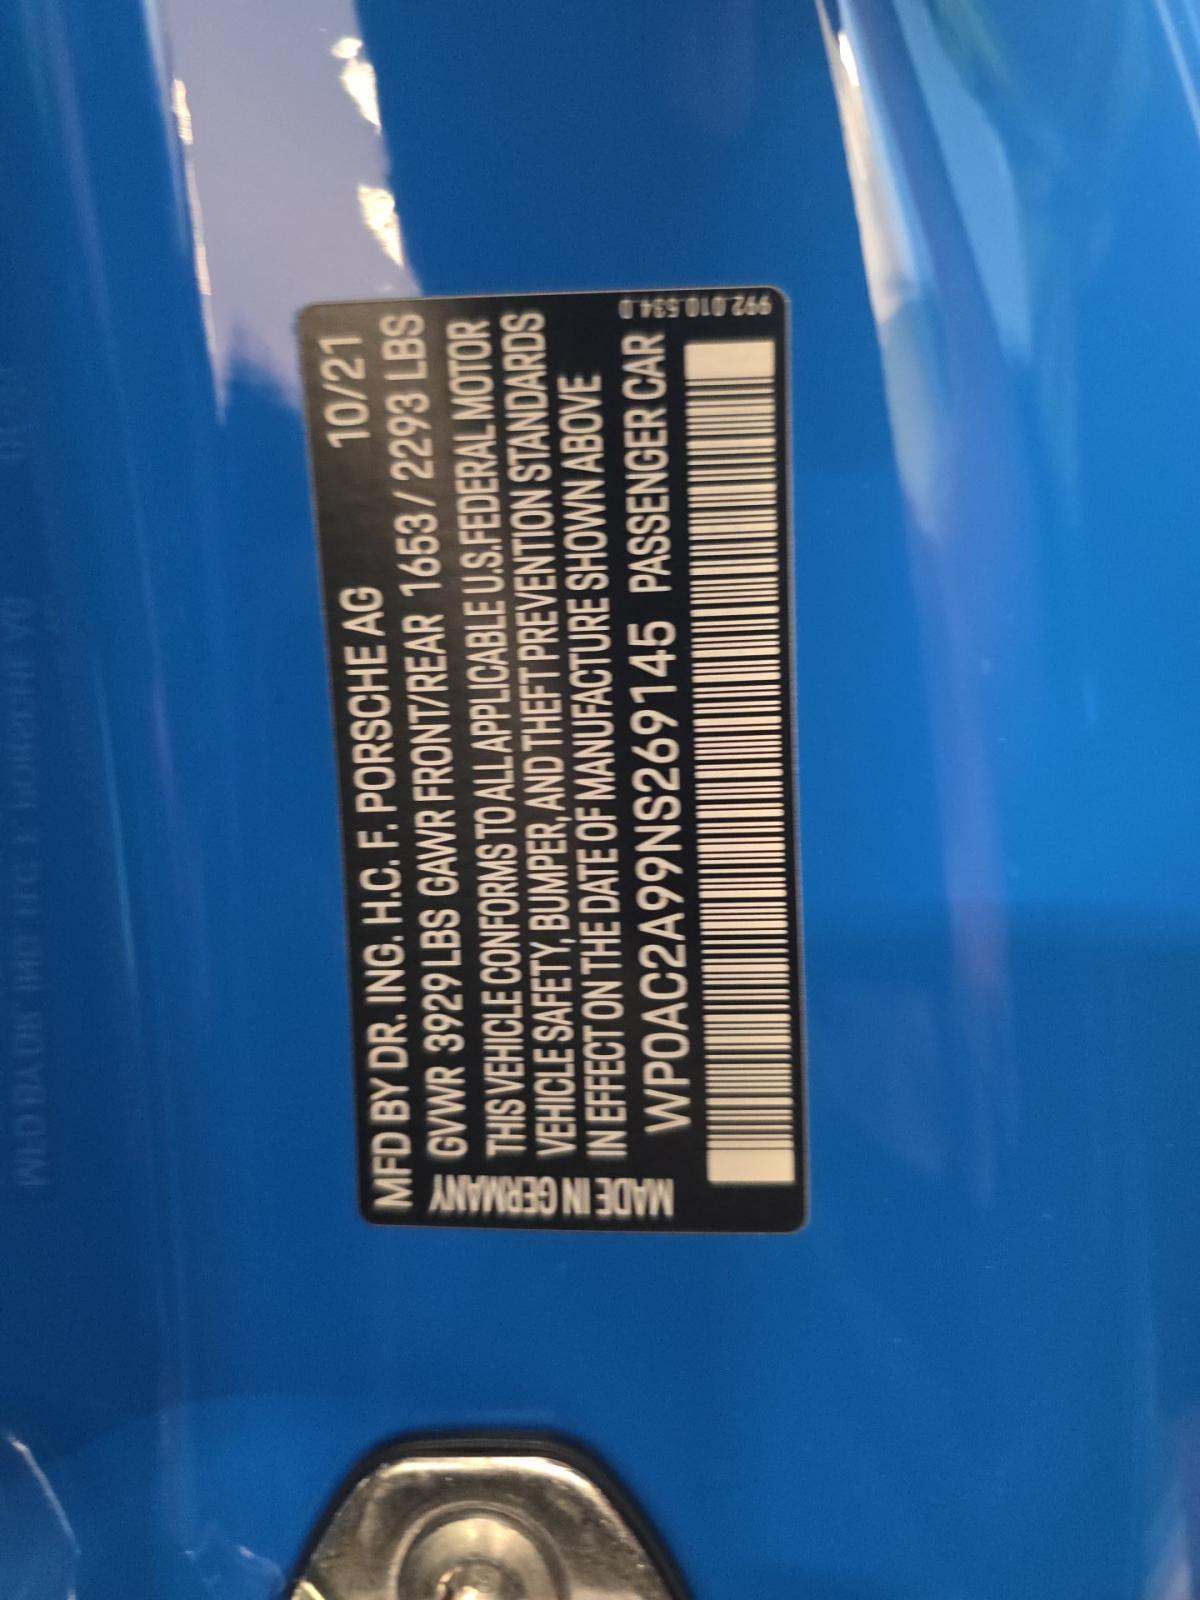 MFD BY DR. ING. H.C. F. PORSCHE AG 10/21
GVWR 3929 LBS GAWR FRONT/REAR 1653 / 2293 LBS
THIS VEHICLE CONFORMS TO ALL APPLICABLE U.S.FEDERAL MOTOR
VEHICLE SAFETY, BUMPER, AND THEFT PREVENTION STANDARDS
IN EFFECT ON THE DATE OF MANUFACTURE SHOWN ABOVE
WP0AC2A99NS269145 PASSENGER CAR
MADE IN GERMANY
992.010.534.D